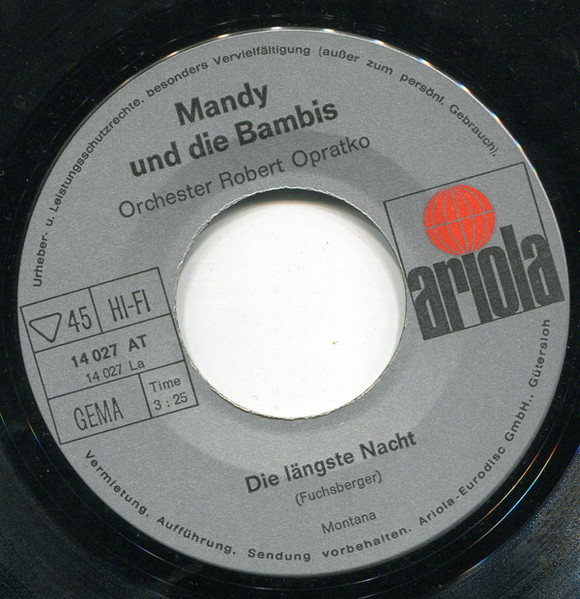 Urheber- u. Leistungsschutzrechte, besonders Vervielfältigung (außer zum persönl. Gebrauch),
Mandy
und die Bambis
Orchester Robert Opratko
ariola
45 HI-FI
14 027 AT
14 027 La
GEMA
Time
3:25
Die längste Nacht
(Fuchsberger)
Montana
Vermietung, Aufführung, Sendung vorbehalten. Ariola-Eurodisc GmbH., Gütersloh